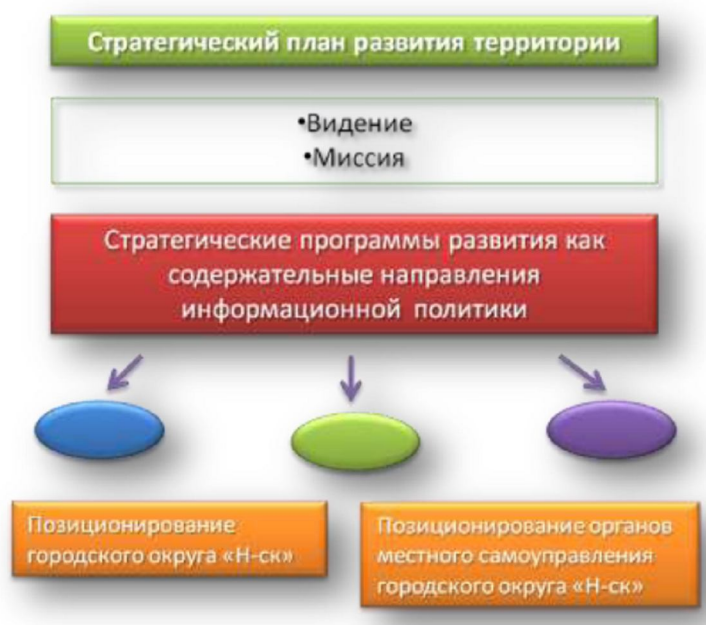 Стратегический план развития территории
•Видение
•Миссия
Стратегические программы развития как
содержательные направления
информационной политики
Позиционирование
городского округа «Н-ск»
Позиционирование органов
местного самоуправления
городского округа «Н-ск»